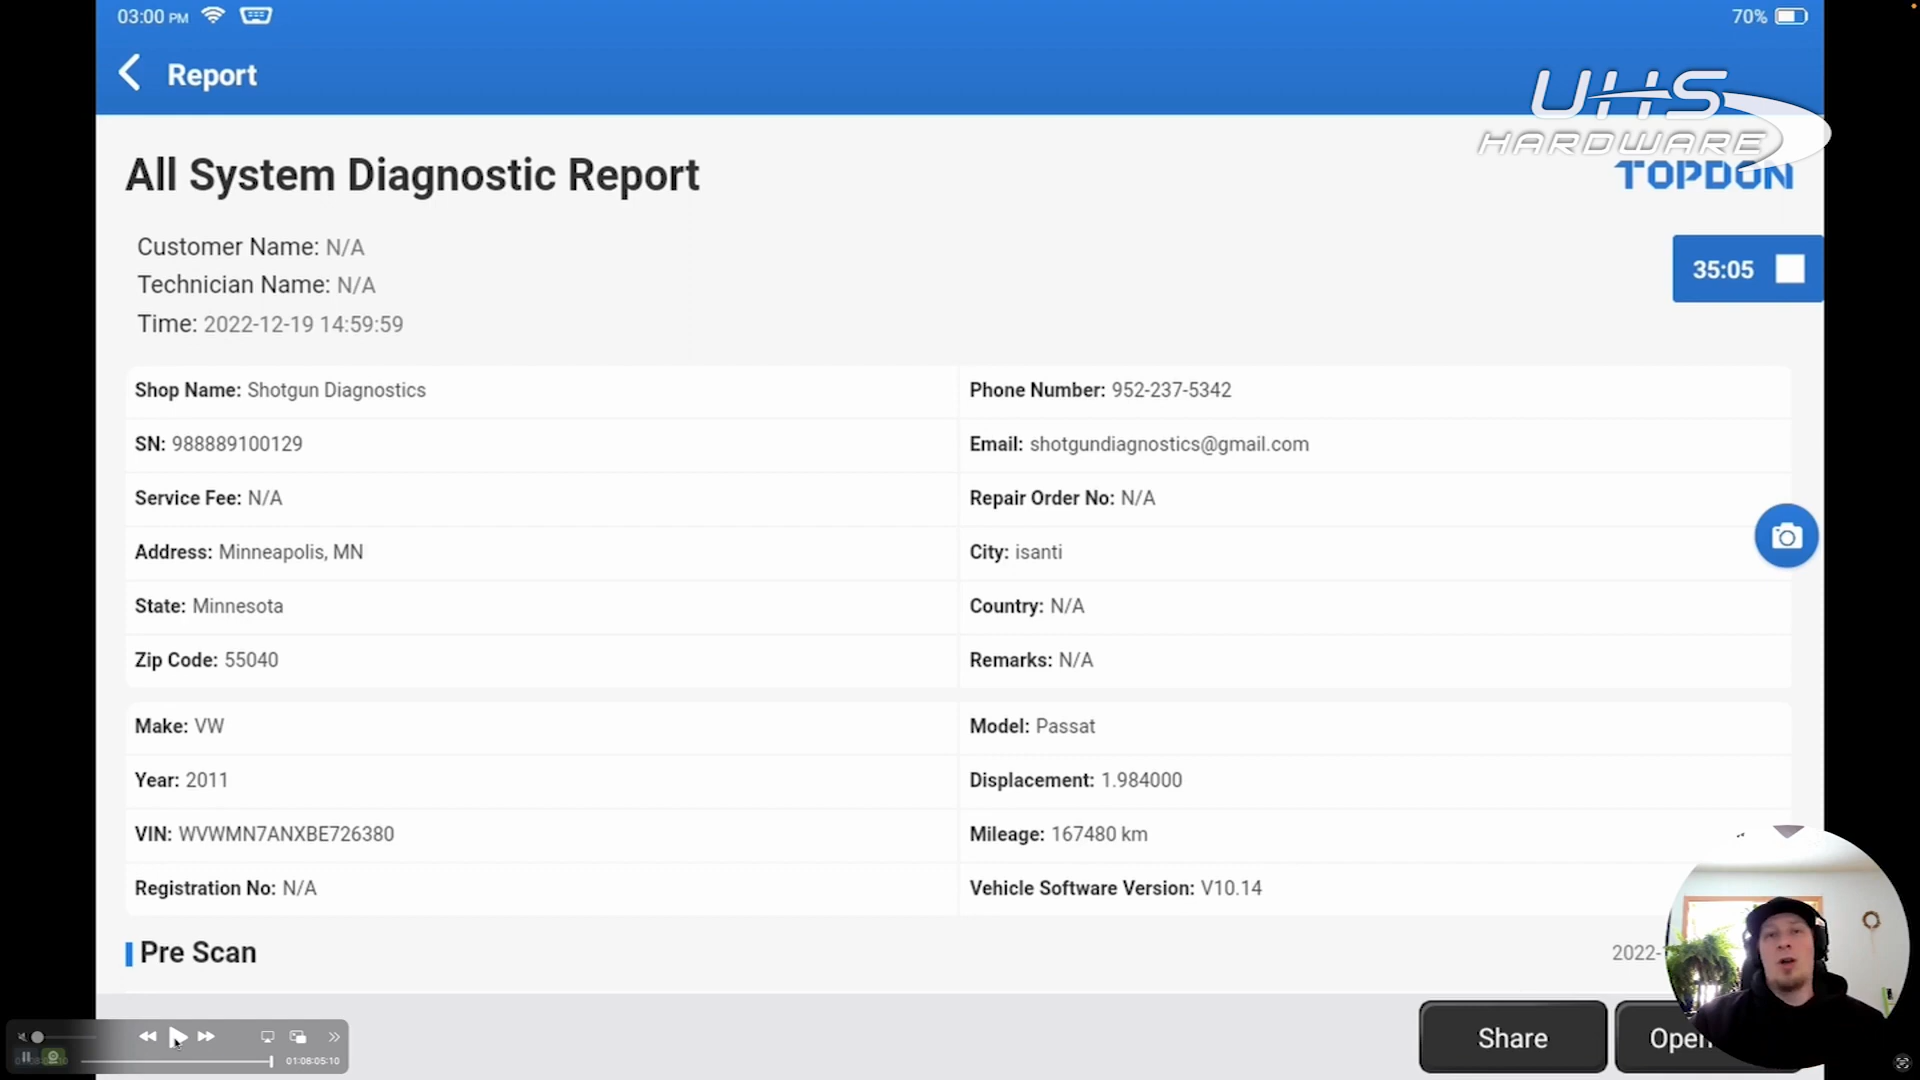 03:00 PM
70%
Report
UHS
HARDWARE
All System Diagnostic Report
TOPDON
Customer Name: N/A
Technician Name: N/A
35:05
Time: 2022-12-19 14:59:59
Shop Name: Shotgun Diagnostics
Phone Number: 952-237-5342
SN: 988889100129
Email: shotgundiagnostics@gmail.com
Service Fee: N/A
Repair Order No: N/A
Address: Minneapolis, MN
City: isanti
State: Minnesota
Country: N/A
Zip Code: 55040
Remarks: N/A
Make: VW
Model: Passat
Year: 2011
Displacement: 1.984000
VIN: WVWMN7ANXBE726380
Mileage: 167480 km
Registration No: N/A
Vehicle Software Version: V10.14
Pre Scan
2022-
Share
Open
01:08:05:10